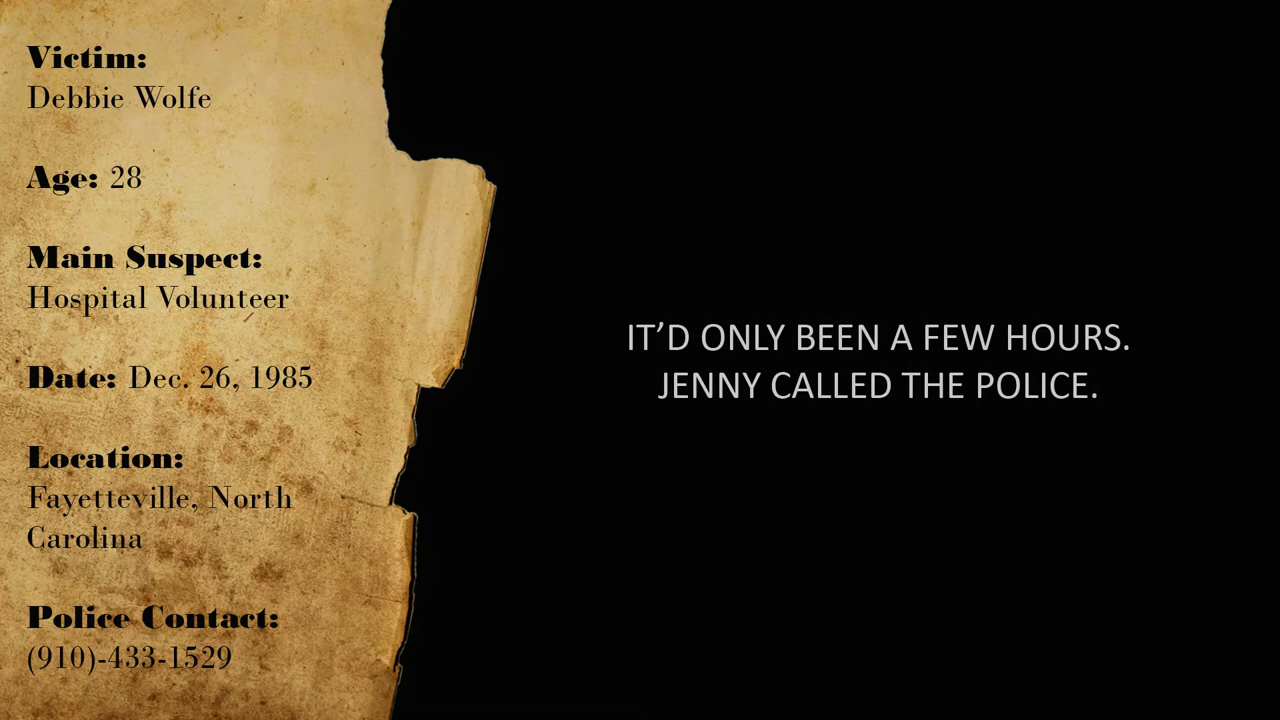 Victim:
Debbie Wolfe
Age: 28
Main Suspect:
Hospital Volunteer
Date: Dec. 26, 1985
Location:
Fayetteville, North
Carolina
Police Contact:
(910)-433-1529
IT’D ONLY BEEN A FEW HOURS.
JENNY CALLED THE POLICE.